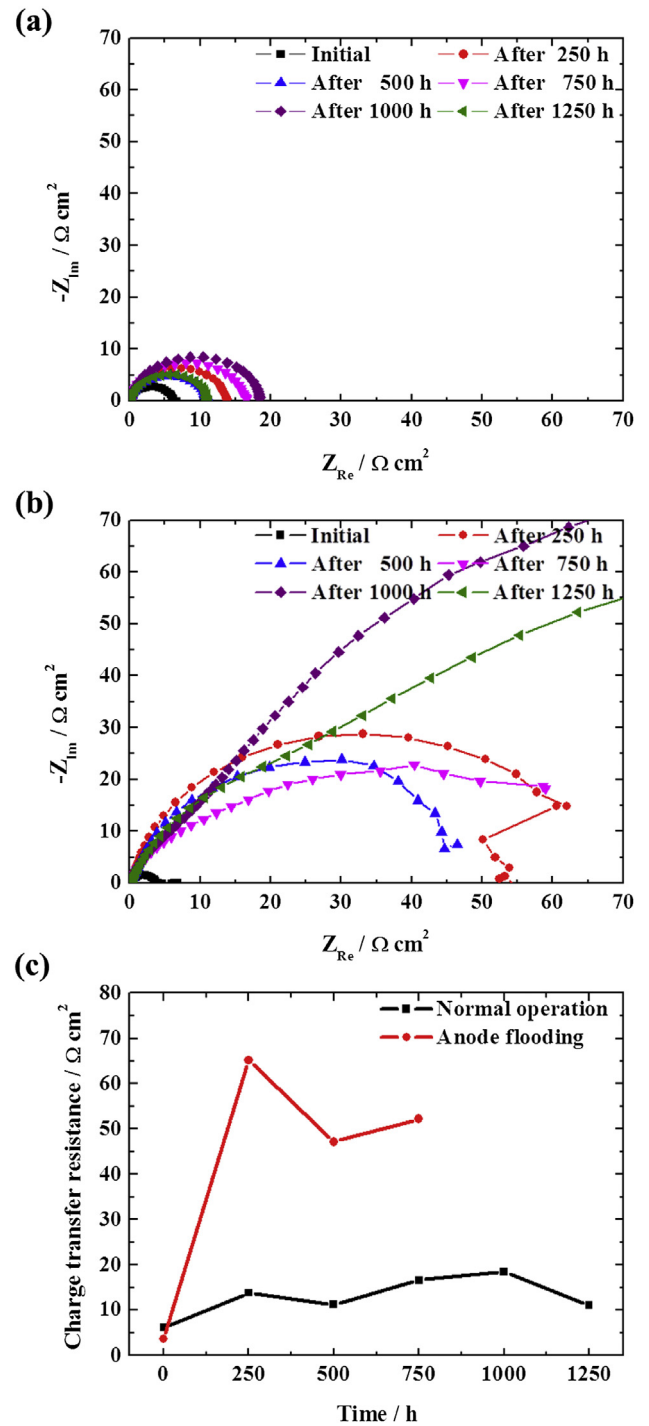 (a)
70
60
50
40
30
20
10
0
-Z_Im / Ω cm²
Initial
After 250 h
After 500 h
After 750 h
After 1000 h
After 1250 h
0 10 20 30 40 50 60 70
Z_Re / Ω cm²
(b)
70
60
50
40
30
20
10
0
-Z_Im / Ω cm²
Initial
After 250 h
After 500 h
After 750 h
After 1000 h
After 1250 h
0 10 20 30 40 50 60 70
Z_Re / Ω cm²
(c)
80
70
60
50
40
30
20
10
0
Charge transfer resistance / Ω cm²
Normal operation
Anode flooding
0 250 500 750 1000 1250
Time / h